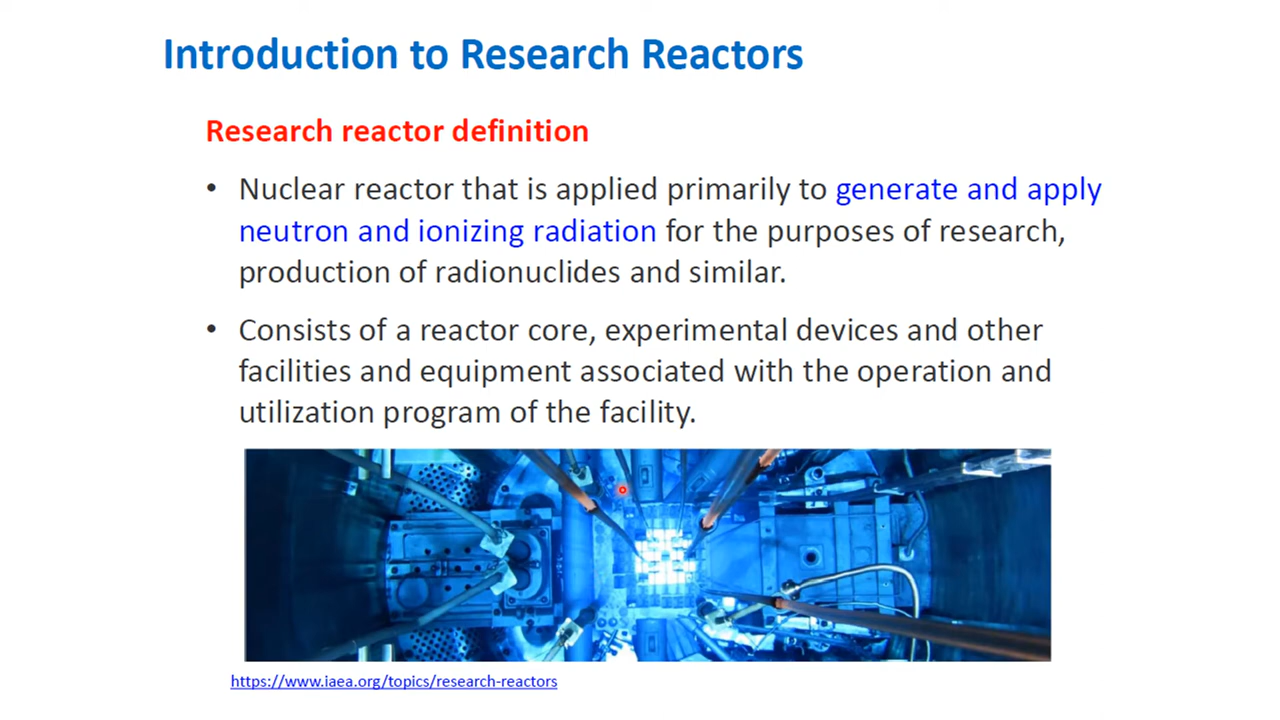 Introduction to Research Reactors
Research reactor definition
• Nuclear reactor that is applied primarily to generate and apply
neutron and ionizing radiation for the purposes of research,
production of radionuclides and similar.
• Consists of a reactor core, experimental devices and other
facilities and equipment associated with the operation and
utilization program of the facility.
https://www.iaea.org/topics/research-reactors